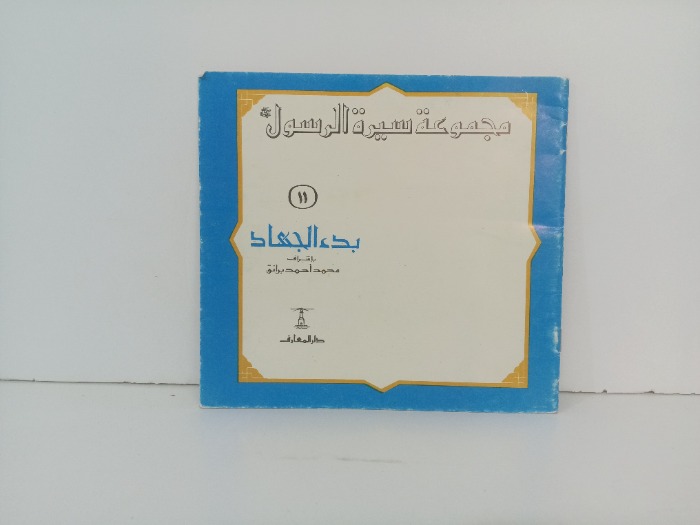 مجموعة سيرة الرسول ﷺ
١١
بدء الجهاد
بإشراف
محمد أحمد برانق
دار المعارف